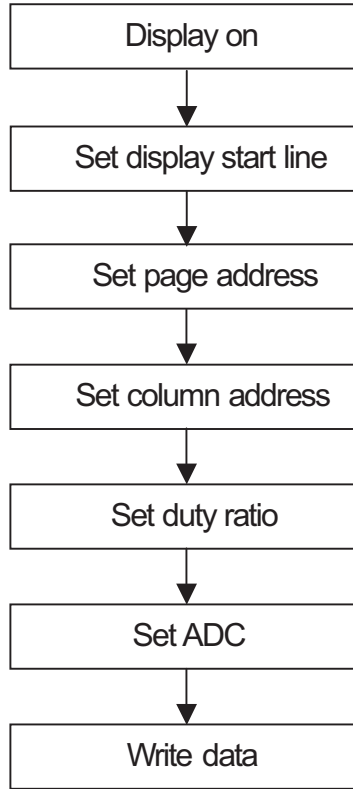 Display on
Set display start line
Set page address
Set column address
Set duty ratio
Set ADC
Write data